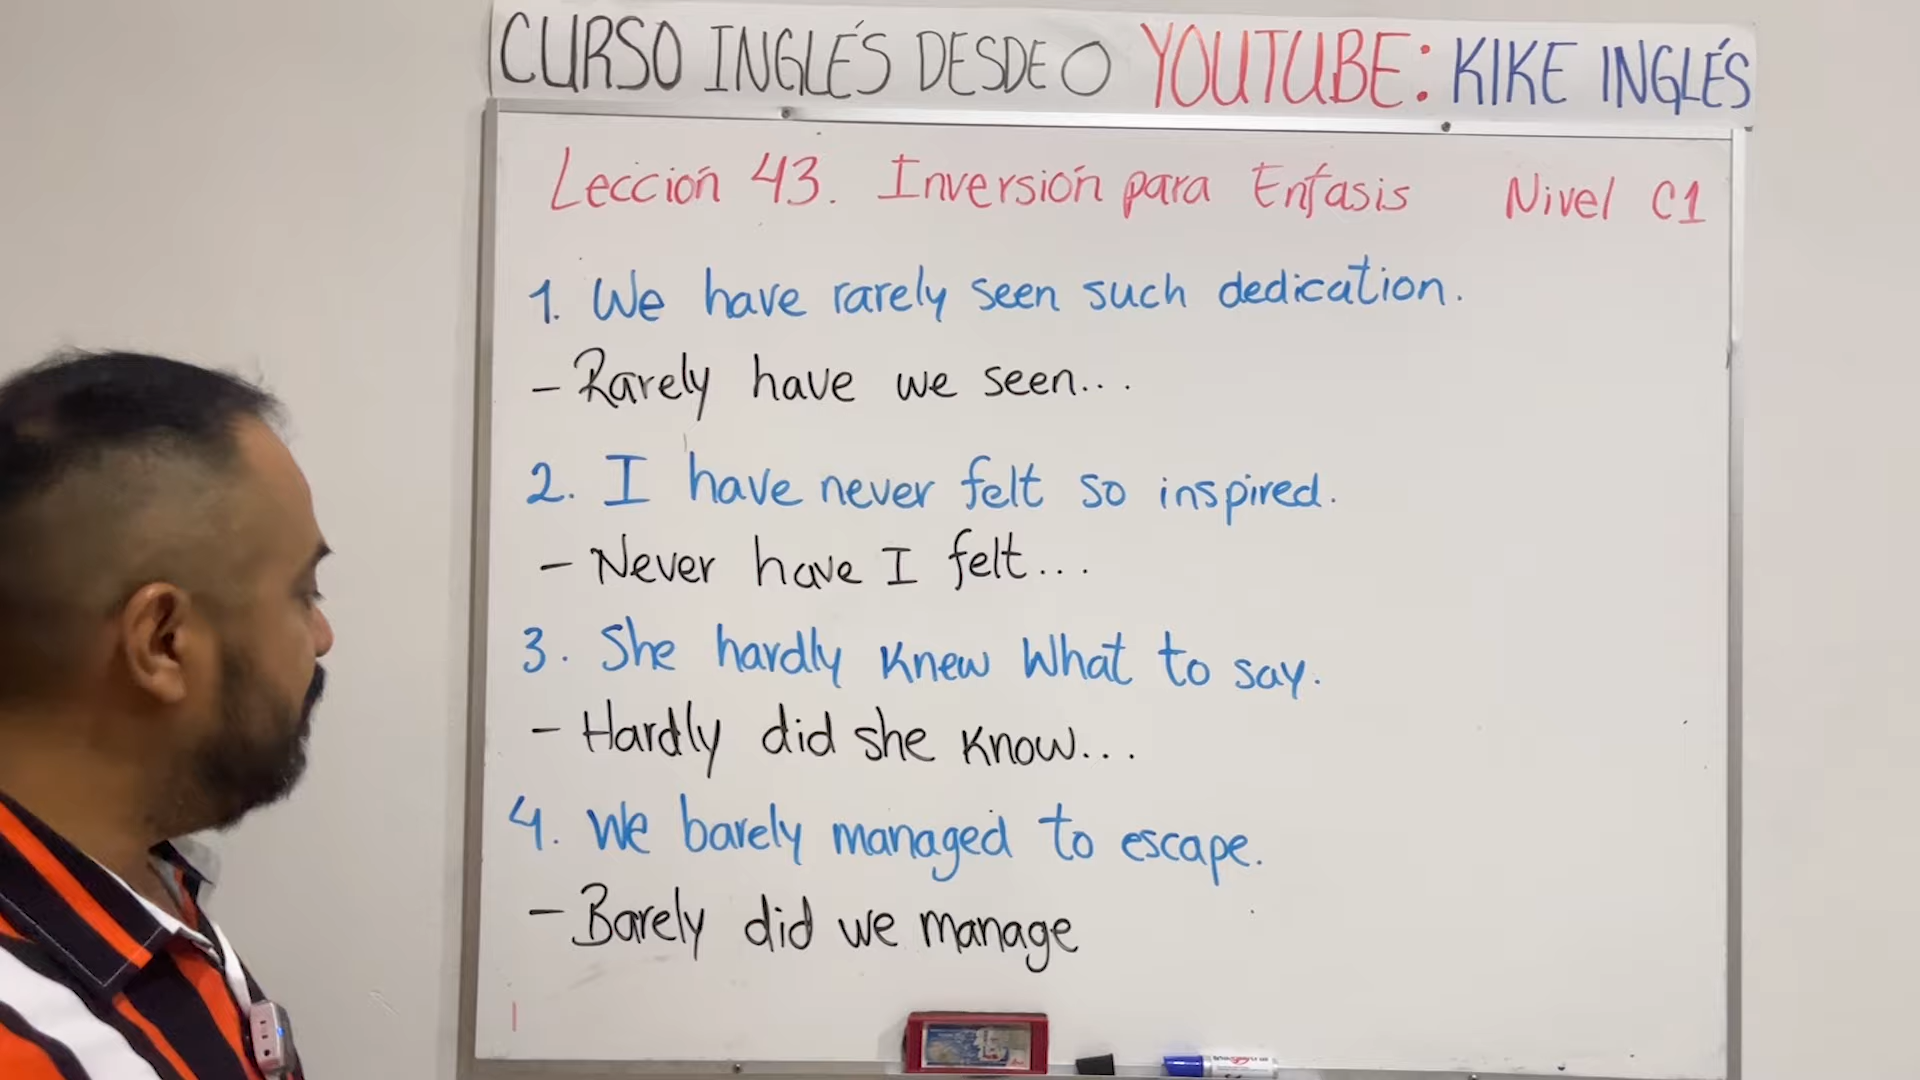 CURSO INGLÉS DESDE 0 YOUTUBE: KIKE INGLÉS
Lección 43. Inversión para Enfasis Nivel C1
1. We have rarely seen such dedication.
- Rarely have we seen...
2. I have never felt so inspired.
- Never have I felt...
3. She hardly knew what to say.
- Hardly did she know...
4. We barely managed to escape.
- Barely did we manage